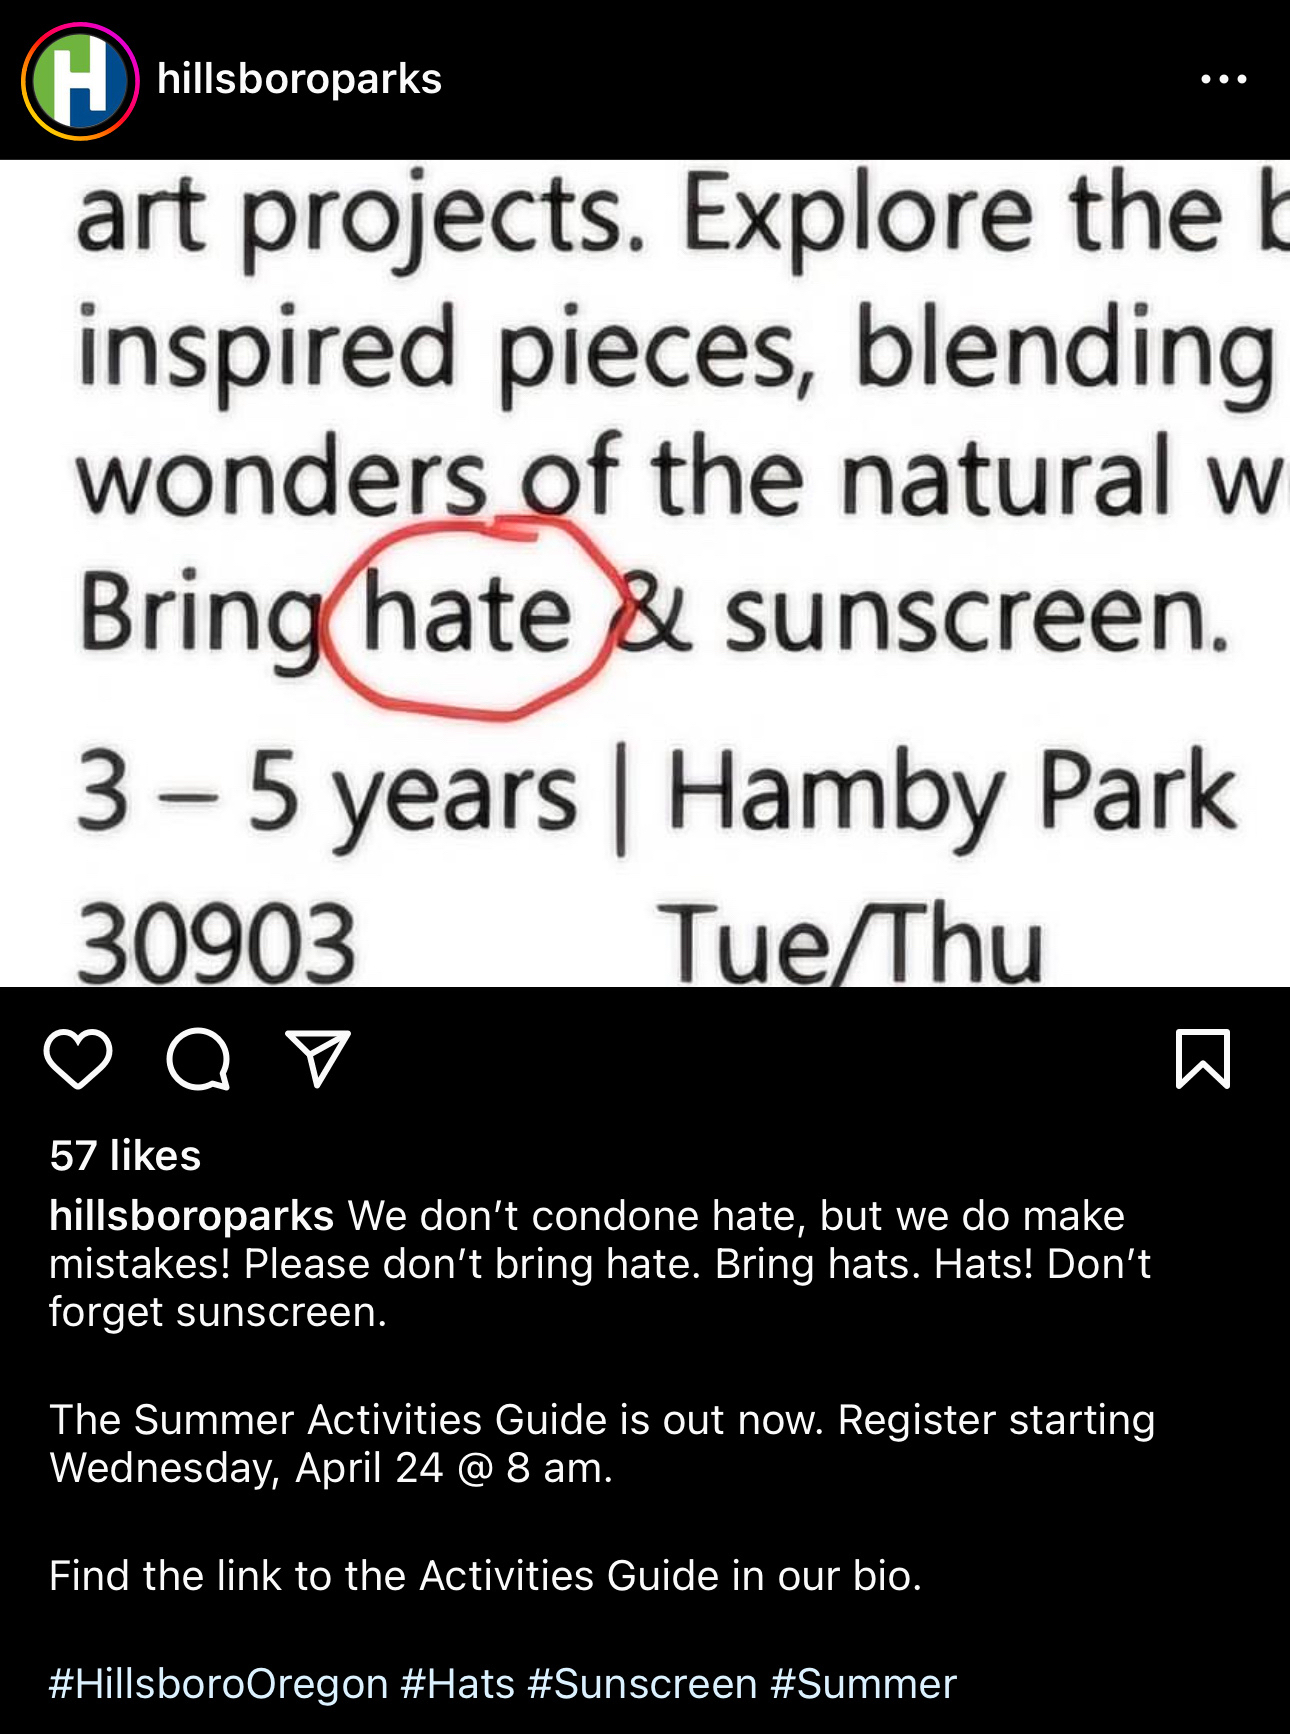 H
hillsboroparks
art projects. Explore the
inspired pieces, blending
wonders of the natural
Bring hate & sunscreen.
3 – 5 years | Hamby Park
30903 Tue/Thu
57 likes
hillsboroparks We don’t condone hate, but we do make
mistakes! Please don’t bring hate. Bring hats. Hats! Don’t
forget sunscreen.
The Summer Activities Guide is out now. Register starting
Wednesday, April 24 @ 8 am.
Find the link to the Activities Guide in our bio.
#HillsboroOregon #Hats #Sunscreen #Summer